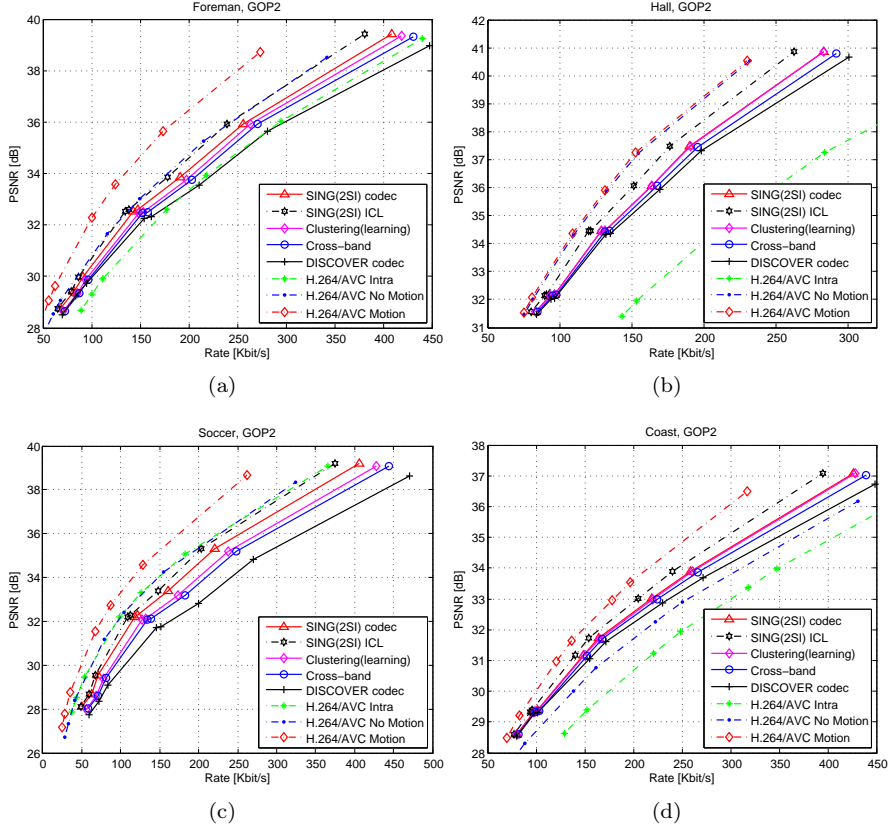 Foreman, GOP2
40
38
36
34
32
30
28
PSNR [dB]
SING(2SI) codec
SING(2SI) ICL
Clustering(learning)
Cross−band
DISCOVER codec
H.264/AVC Intra
H.264/AVC No Motion
H.264/AVC Motion
50 100 150 200 250 300 350 400 450
Rate [Kbit/s]
(a)
Hall, GOP2
42
41
40
39
38
37
36
35
34
33
32
31
PSNR [dB]
SING(2SI) codec
SING(2SI) ICL
Clustering(learning)
Cross−band
DISCOVER codec
H.264/AVC Intra
H.264/AVC No Motion
H.264/AVC Motion
50 100 150 200 250 300
Rate [Kbit/s]
(b)
Soccer, GOP2
40
38
36
34
32
30
28
26
PSNR [dB]
SING(2SI) codec
SING(2SI) ICL
Clustering(learning)
Cross−band
DISCOVER codec
H.264/AVC Intra
H.264/AVC No Motion
H.264/AVC Motion
0 50 100 150 200 250 300 350 400 450 500
Rate [Kbit/s]
(c)
Coast, GOP2
38
37
36
35
34
33
32
31
30
29
28
PSNR [dB]
SING(2SI) codec
SING(2SI) ICL
Clustering(learning)
Cross−band
DISCOVER codec
H.264/AVC Intra
H.264/AVC No Motion
H.264/AVC Motion
50 100 150 200 250 300 350 400 450
Rate [Kbit/s]
(d)